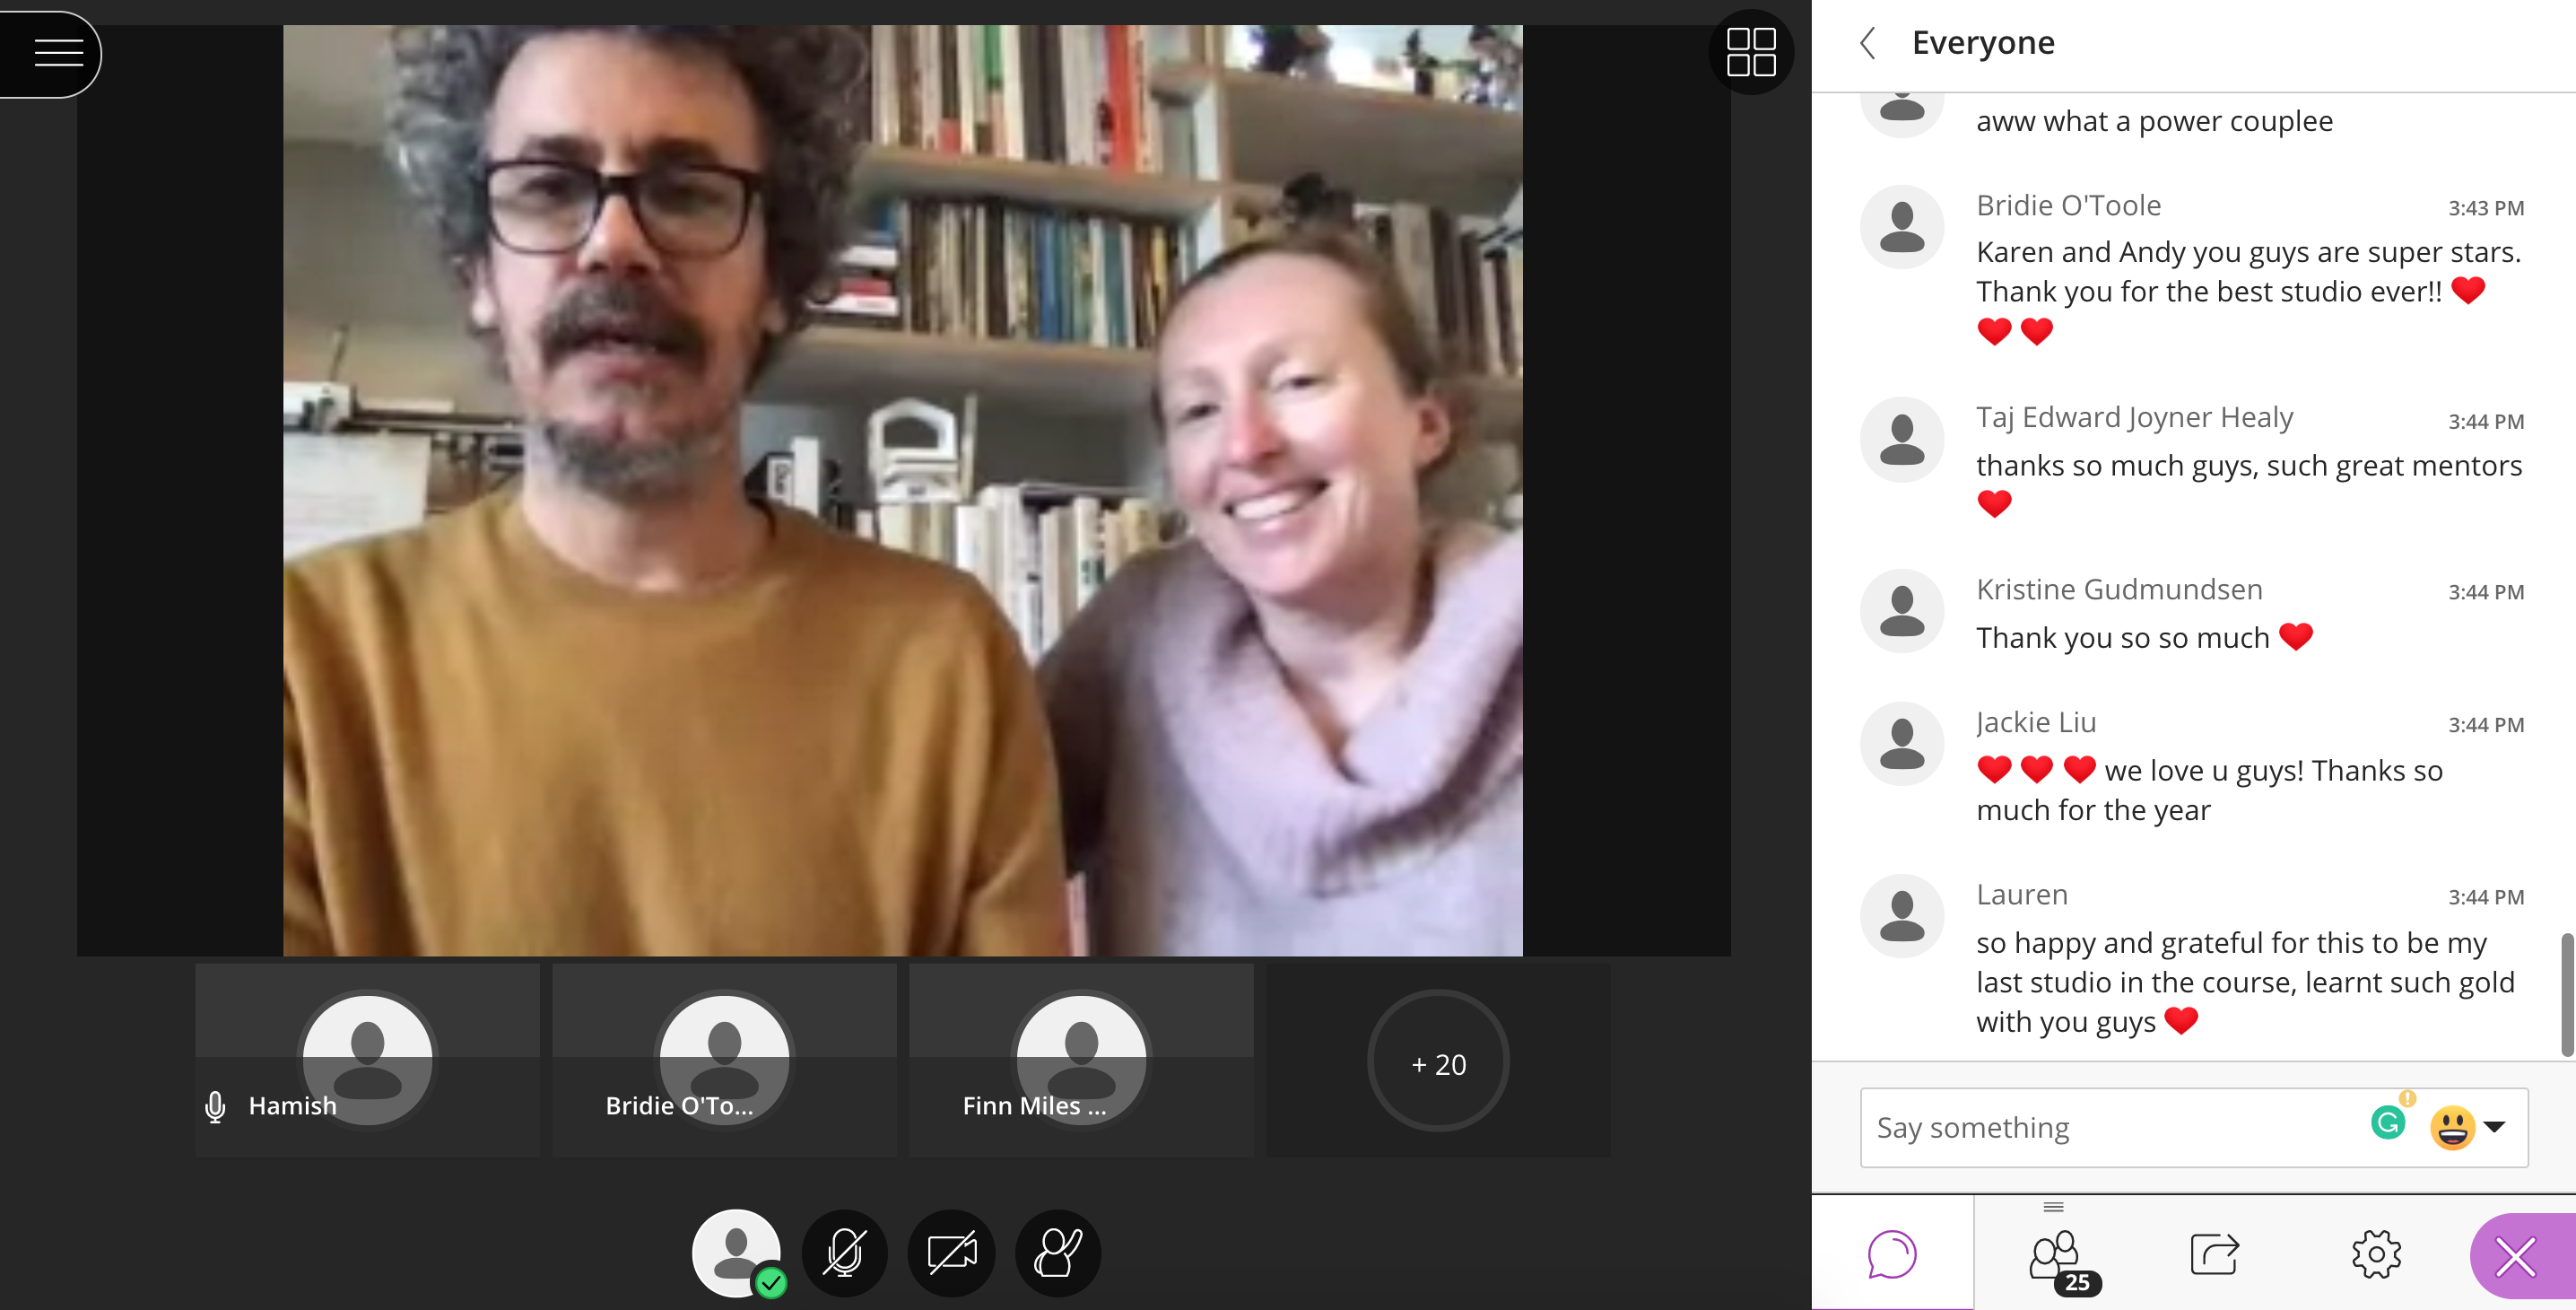 Everyone
aww what a power couplee
Bridie O'Toole 3:43 PM
Karen and Andy you guys are super stars.
Thank you for the best studio ever!! ❤
❤ ❤
Taj Edward Joyner Healy 3:44 PM
thanks so much guys, such great mentors
❤
Kristine Gudmundsen 3:44 PM
Thank you so so much ❤
Jackie Liu 3:44 PM
❤ ❤ ❤ we love u guys! Thanks so
much for the year
Lauren 3:44 PM
so happy and grateful for this to be my
last studio in the course, learnt such gold
with you guys ❤
Hamish
Bridie O'To...
Finn Miles ...
+ 20
Say something
25